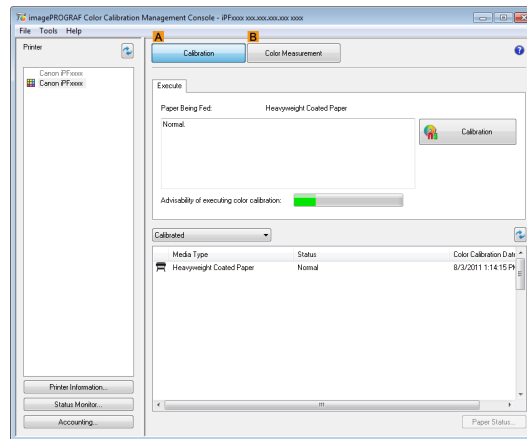 imagePROGRAF Color Calibration Management Console - iPFxxxx xxx.xxx.xxx.xxx xxxx
File Tools Help
Printer
A
B
Calibration
Color Measurement
?
Canon iPFxxxx
Canon iPFxxxx
Execute
Paper Being Fed: Heavyweight Coated Paper
Normal.
Calibration
Advisability of executing color calibration:
Calibrated
Media Type Status Color Calibration Date
Heavyweight Coated Paper Normal 8/3/2011 1:14:15 PM
Printer Information...
Status Monitor...
Accounting...
Paper Status...